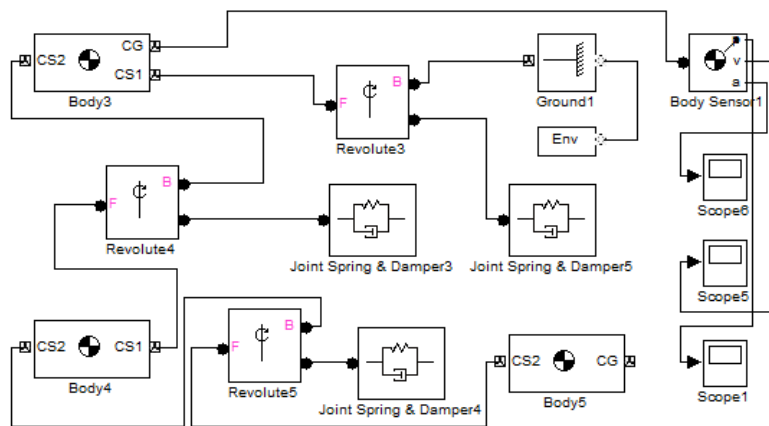 CG
CS2
CS1
Body3
B
F
Revolute3
Ground1
Env
p
v
a
Body Sensor1
Scope6
B
F
Revolute4
Joint Spring & Damper3
Joint Spring & Damper5
Scope5
CS2
CS1
Body4
B
F
Revolute5
Joint Spring & Damper4
CS2
CG
Body5
Scope1